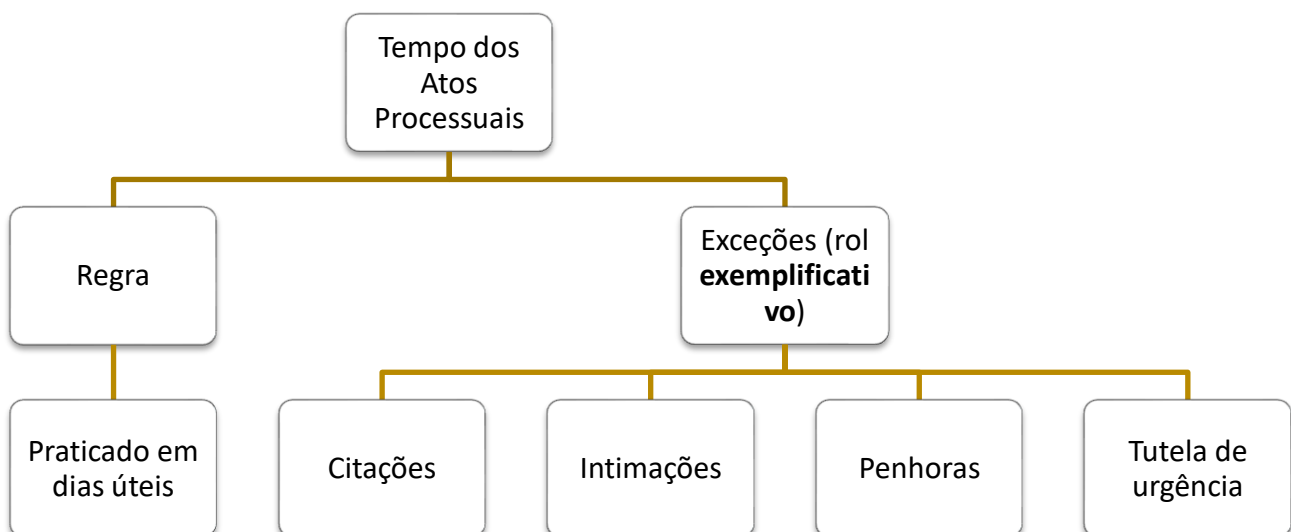 Tempo dos
Atos
Processuais
Regra
Exceções (rol
exemplificati
vo)
Praticado em
dias úteis
Citações
Intimações
Penhoras
Tutela de
urgência